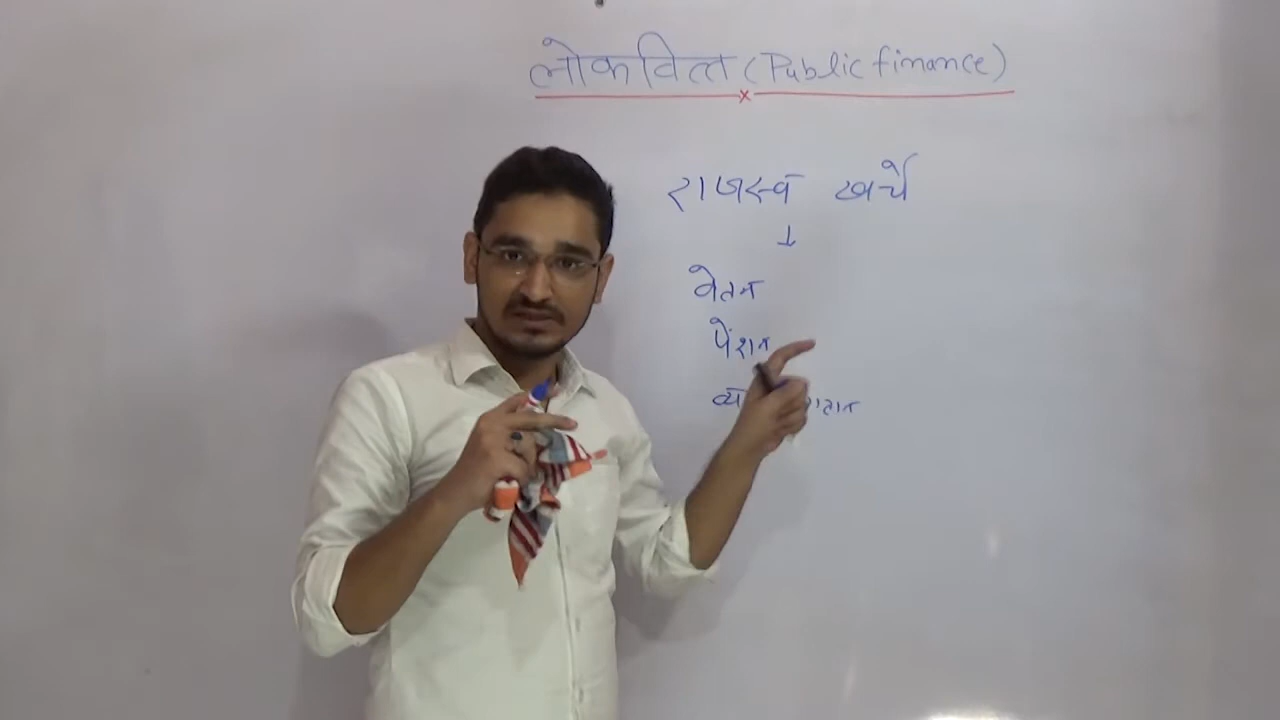 लोकवित्त (Public finance)
राजस्व खर्चे
वेतन
पेंशन